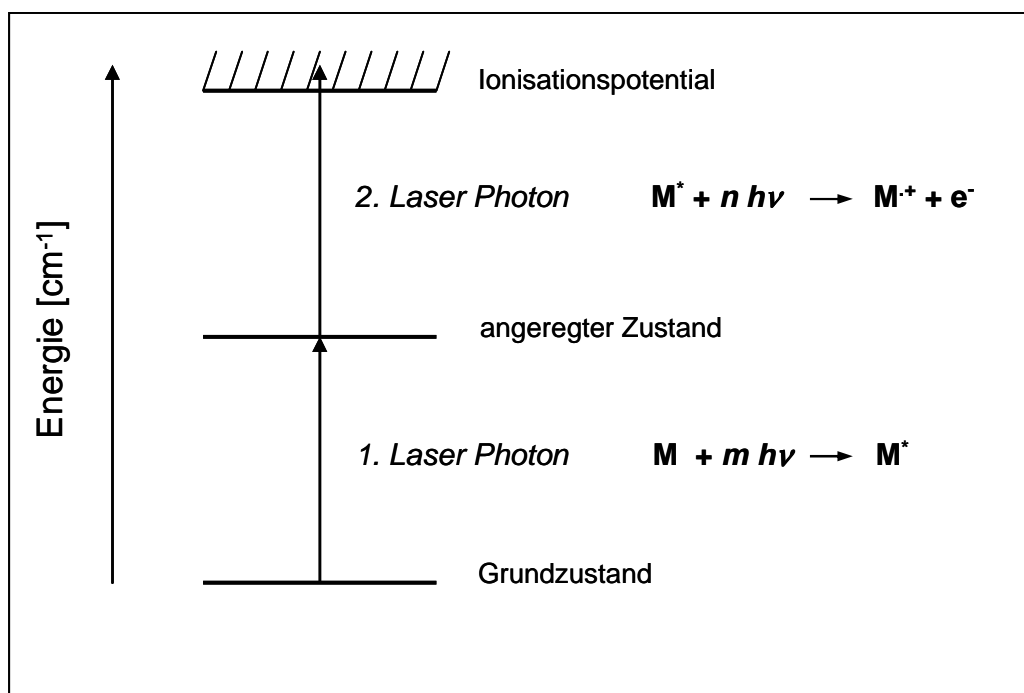 Ionisationspotential
2. Laser Photon M* + n hν → M·+ + e-
Energie [cm-1]
angeregter Zustand
1. Laser Photon M + m hν → M*
Grundzustand